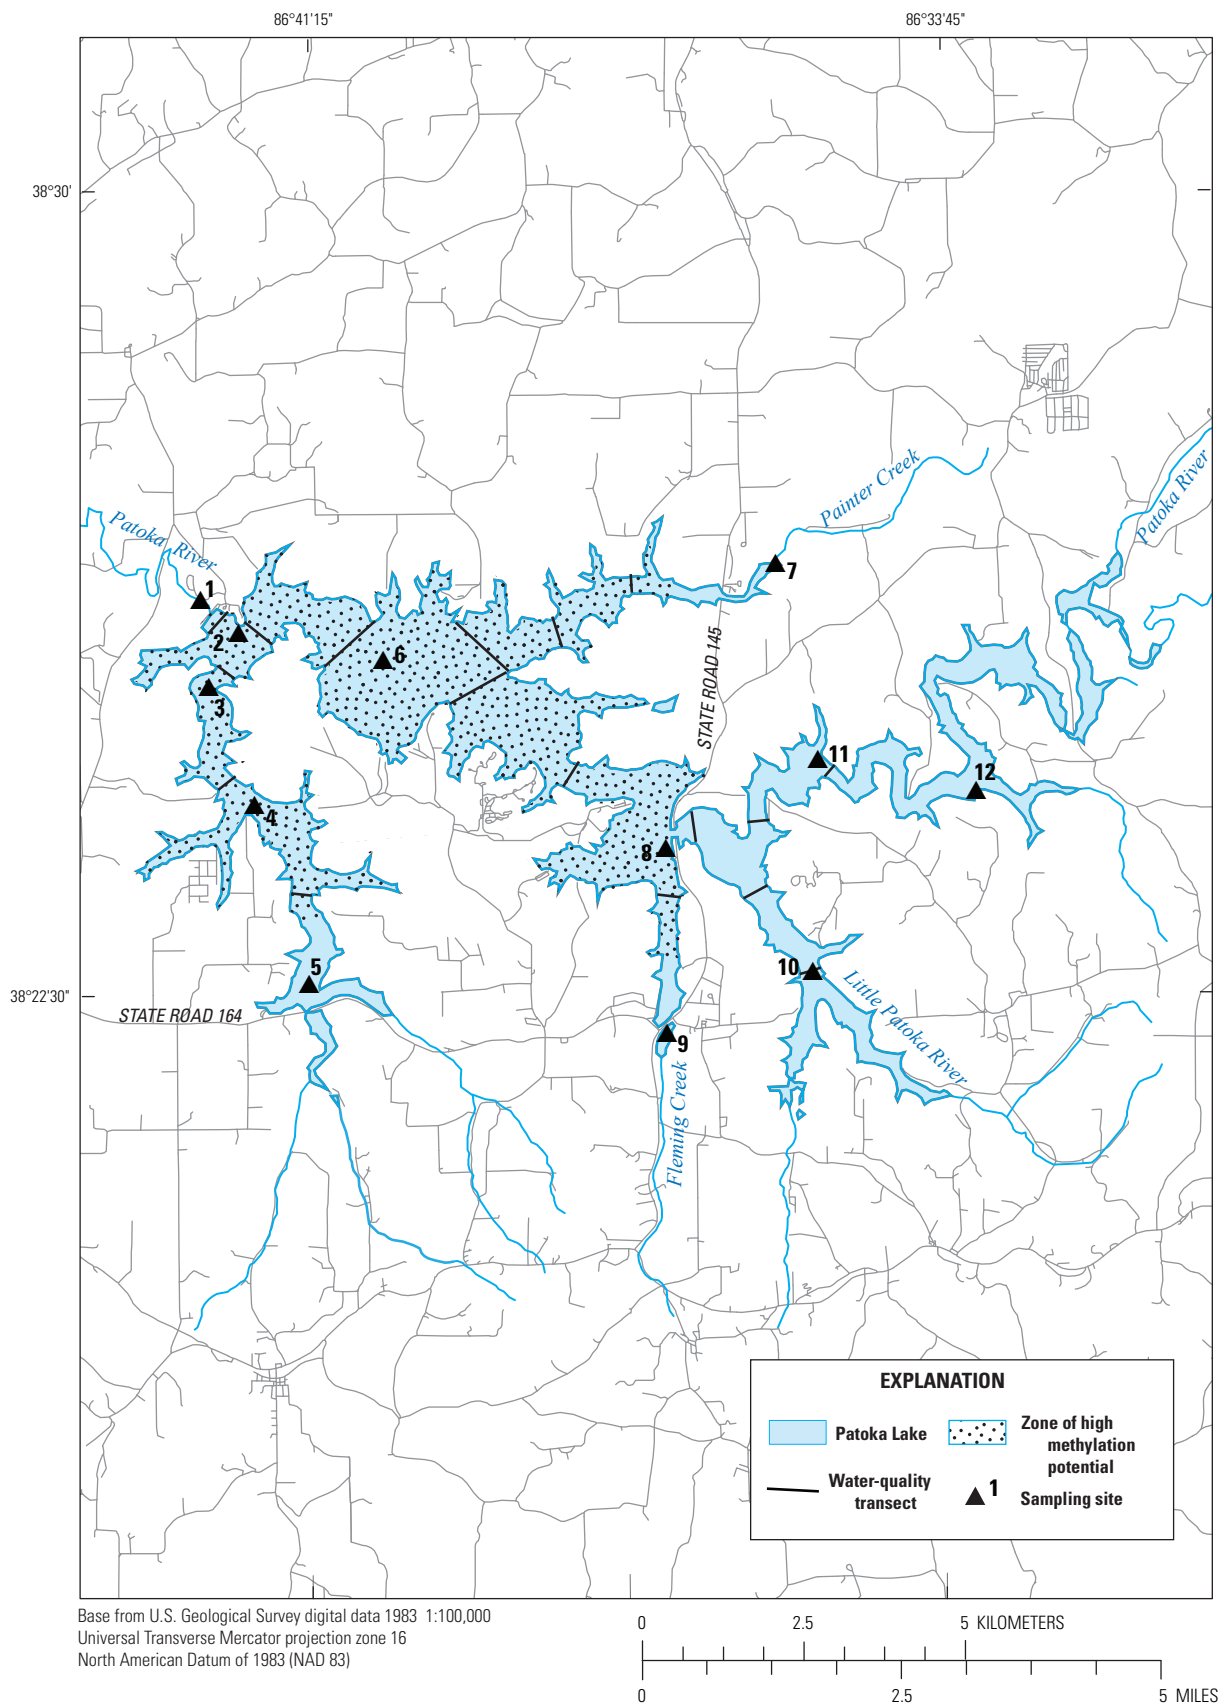 86°41'15"
86°33'45"
38°30'
Painter Creek
Patoka River
Patoka River
7
1
2
6
STATE ROAD 145
3
11
12
4
8
5
10
Little Patoka River
38°22'30"
STATE ROAD 164
9
Fleming Creek
EXPLANATION
Patoka Lake
Zone of high
methylation
potential
Water-quality
transect
1
Sampling site
Base from U.S. Geological Survey digital data 1983 1:100,000
Universal Transverse Mercator projection zone 16
North American Datum of 1983 (NAD 83)
0 2.5 5 KILOMETERS
0 2.5 5 MILES